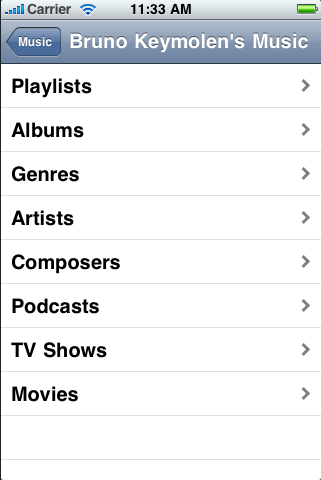 Carrier 11:33 AM
Music Bruno Keymolen's Music
Playlists
Albums
Genres
Artists
Composers
Podcasts
TV Shows
Movies